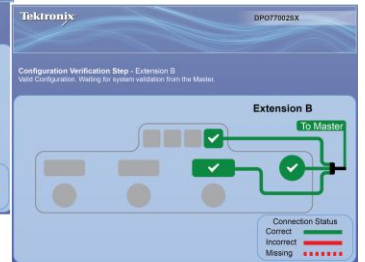 Tektronix
DPO77002SX
Configuration Verification Step - Extension B
Valid Configuration. Waiting for system validation from the Master.
Extension B
To Master
Connection Status
Correct
Incorrect
Missing